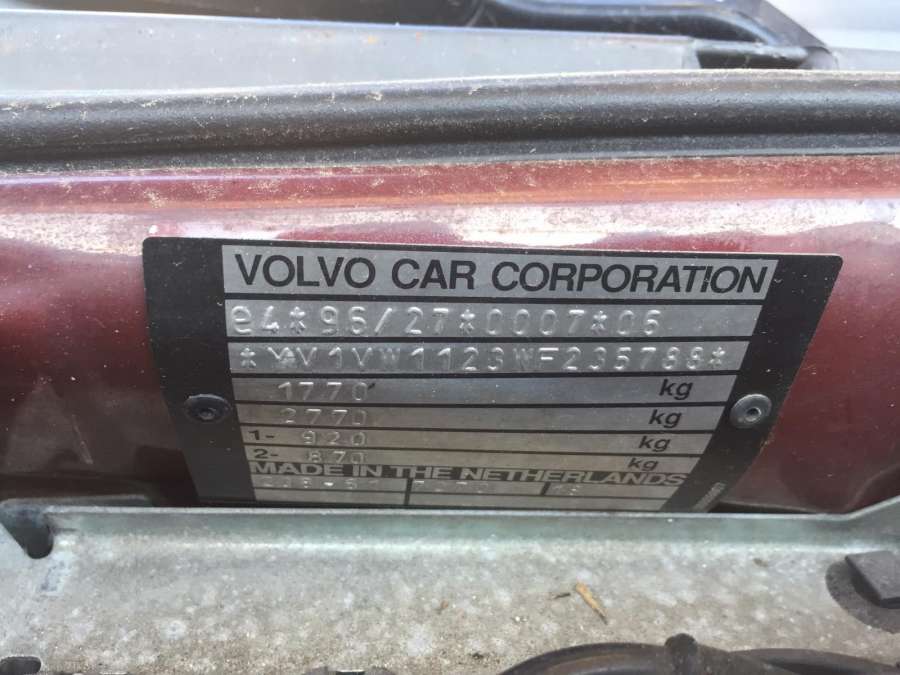 VOLVO CAR CORPORATION
e4*96/27*0007*06
*YV1VW1123WF235788*
1770 kg
2770 kg
1- 920 kg
2- 870 kg
MADE IN THE NETHERLANDS